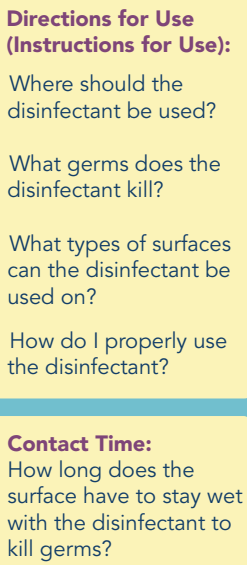 Directions for Use
(Instructions for Use):
Where should the
disinfectant be used?
What germs does the
disinfectant kill?
What types of surfaces
can the disinfectant be
used on?
How do I properly use
the disinfectant?
Contact Time:
How long does the
surface have to stay wet
with the disinfectant to
kill germs?